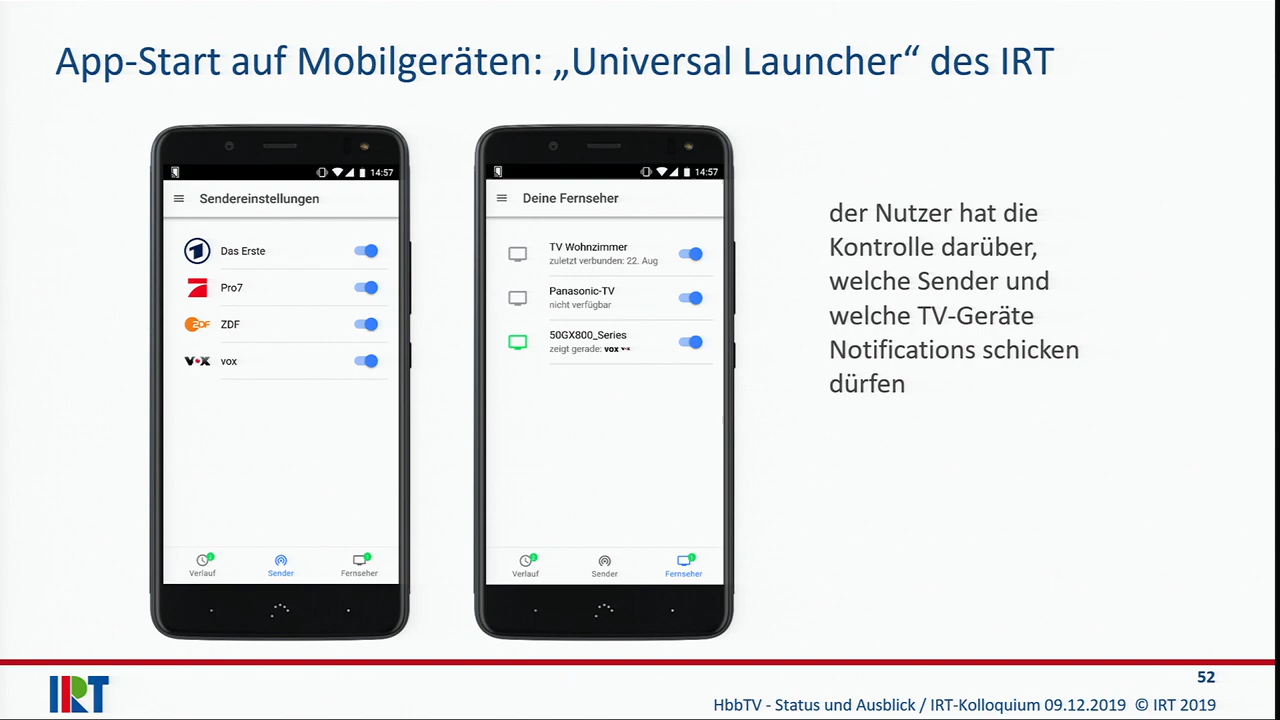 App-Start auf Mobilgeräten: „Universal Launcher“ des IRT
14:57
Sendereinstellungen
Das Erste
Pro7
ZDF
ZDF
VOX
vox
Verlauf
Sender
Fernseher
14:57
Deine Fernseher
TV Wohnzimmer
zuletzt verbunden: 22. Aug
Panasonic-TV
nicht verfügbar
50GX800_Series
zeigt gerade: vox
Verlauf
Sender
Fernseher
der Nutzer hat die
Kontrolle darüber,
welche Sender und
welche TV-Geräte
Notifications schicken
dürfen
52
IRT
HbbTV - Status und Ausblick / IRT-Kolloquium 09.12.2019 © IRT 2019